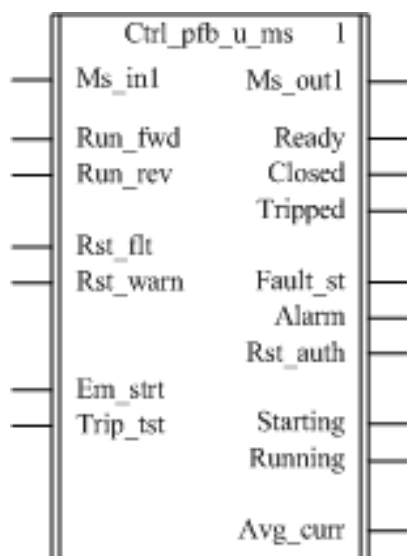 Ctrl_pfb_u_ms 1
Ms_in1 Ms_out1
Run_fwd Ready
Run_rev Closed
Tripped
Rst_flt
Rst_warn Fault_st
Alarm
Rst_auth
Em_strt
Trip_tst Starting
Running
Avg_curr